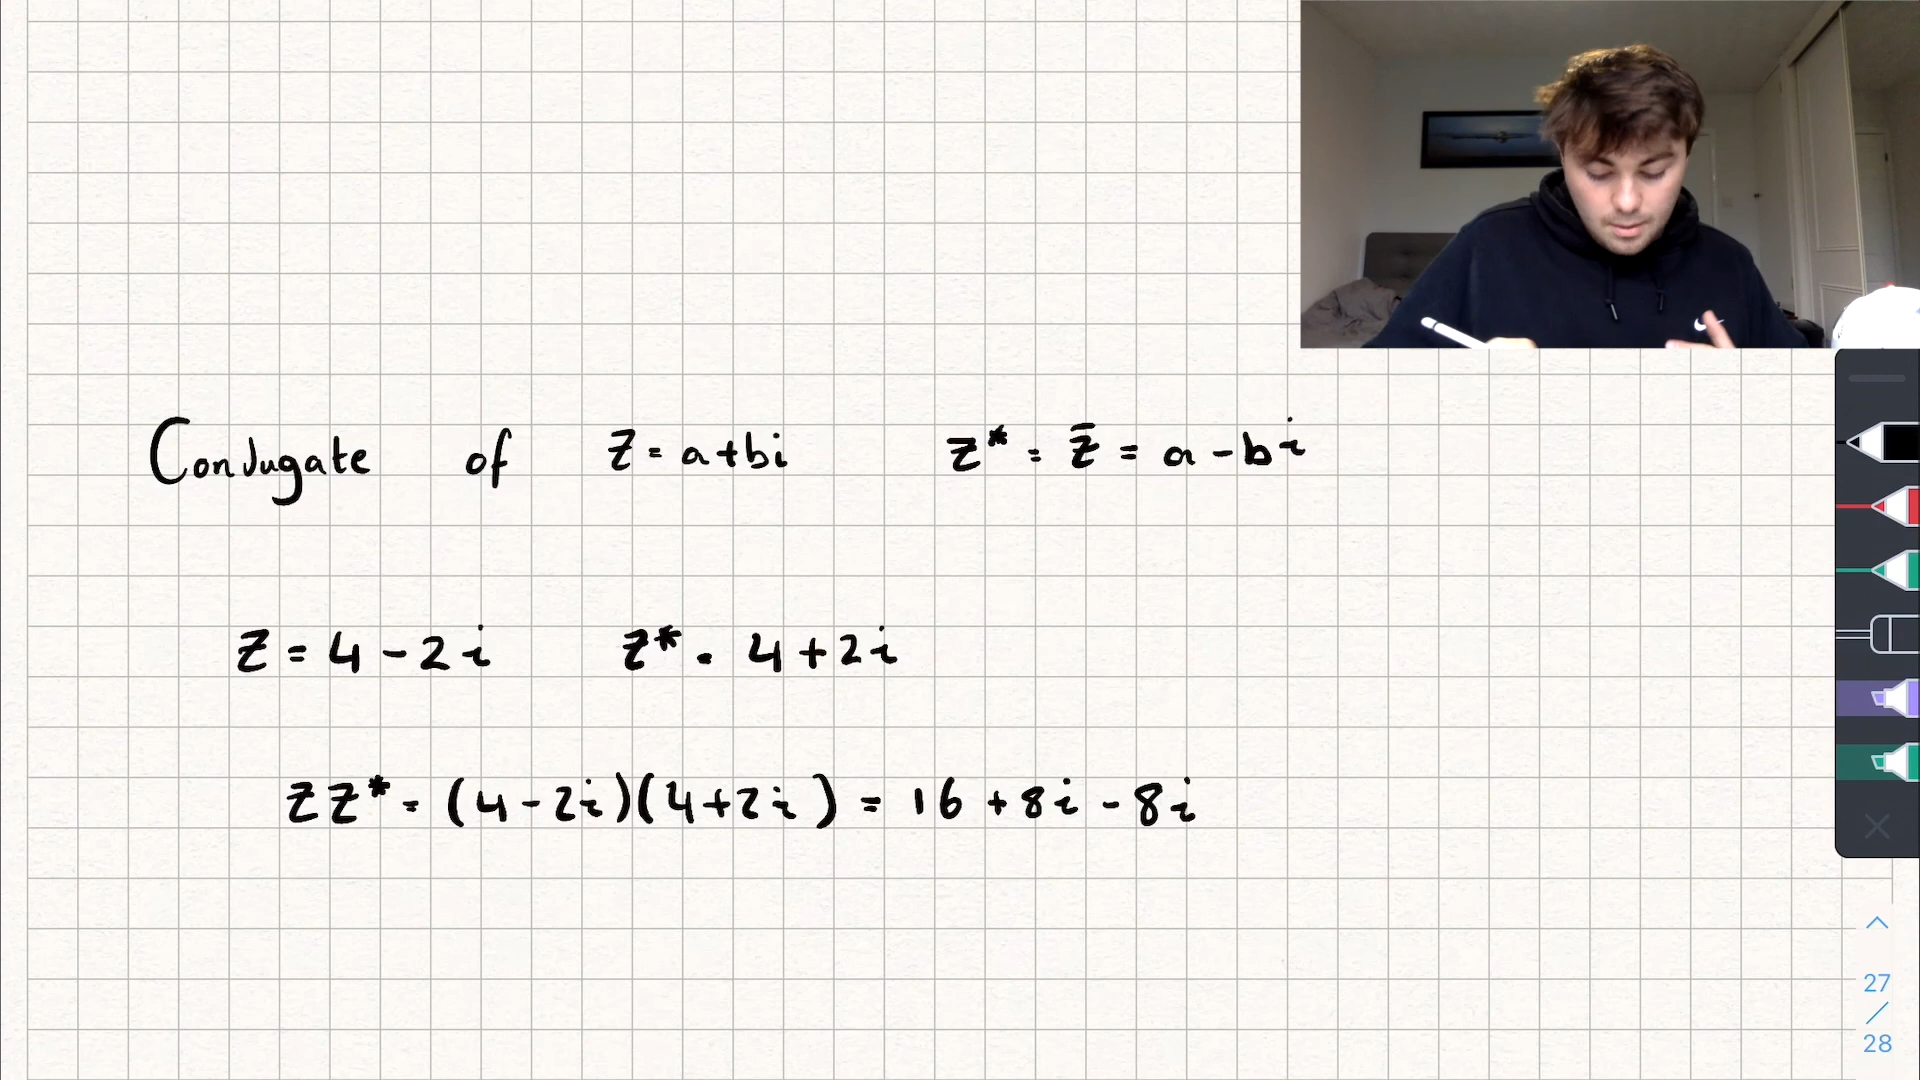 Conjugate of z = a+bi z* = z̄ = a - bi
z = 4 - 2i z* = 4 + 2i
zz* = (4 - 2i)(4 + 2i) = 16 + 8i - 8i
27
/
28